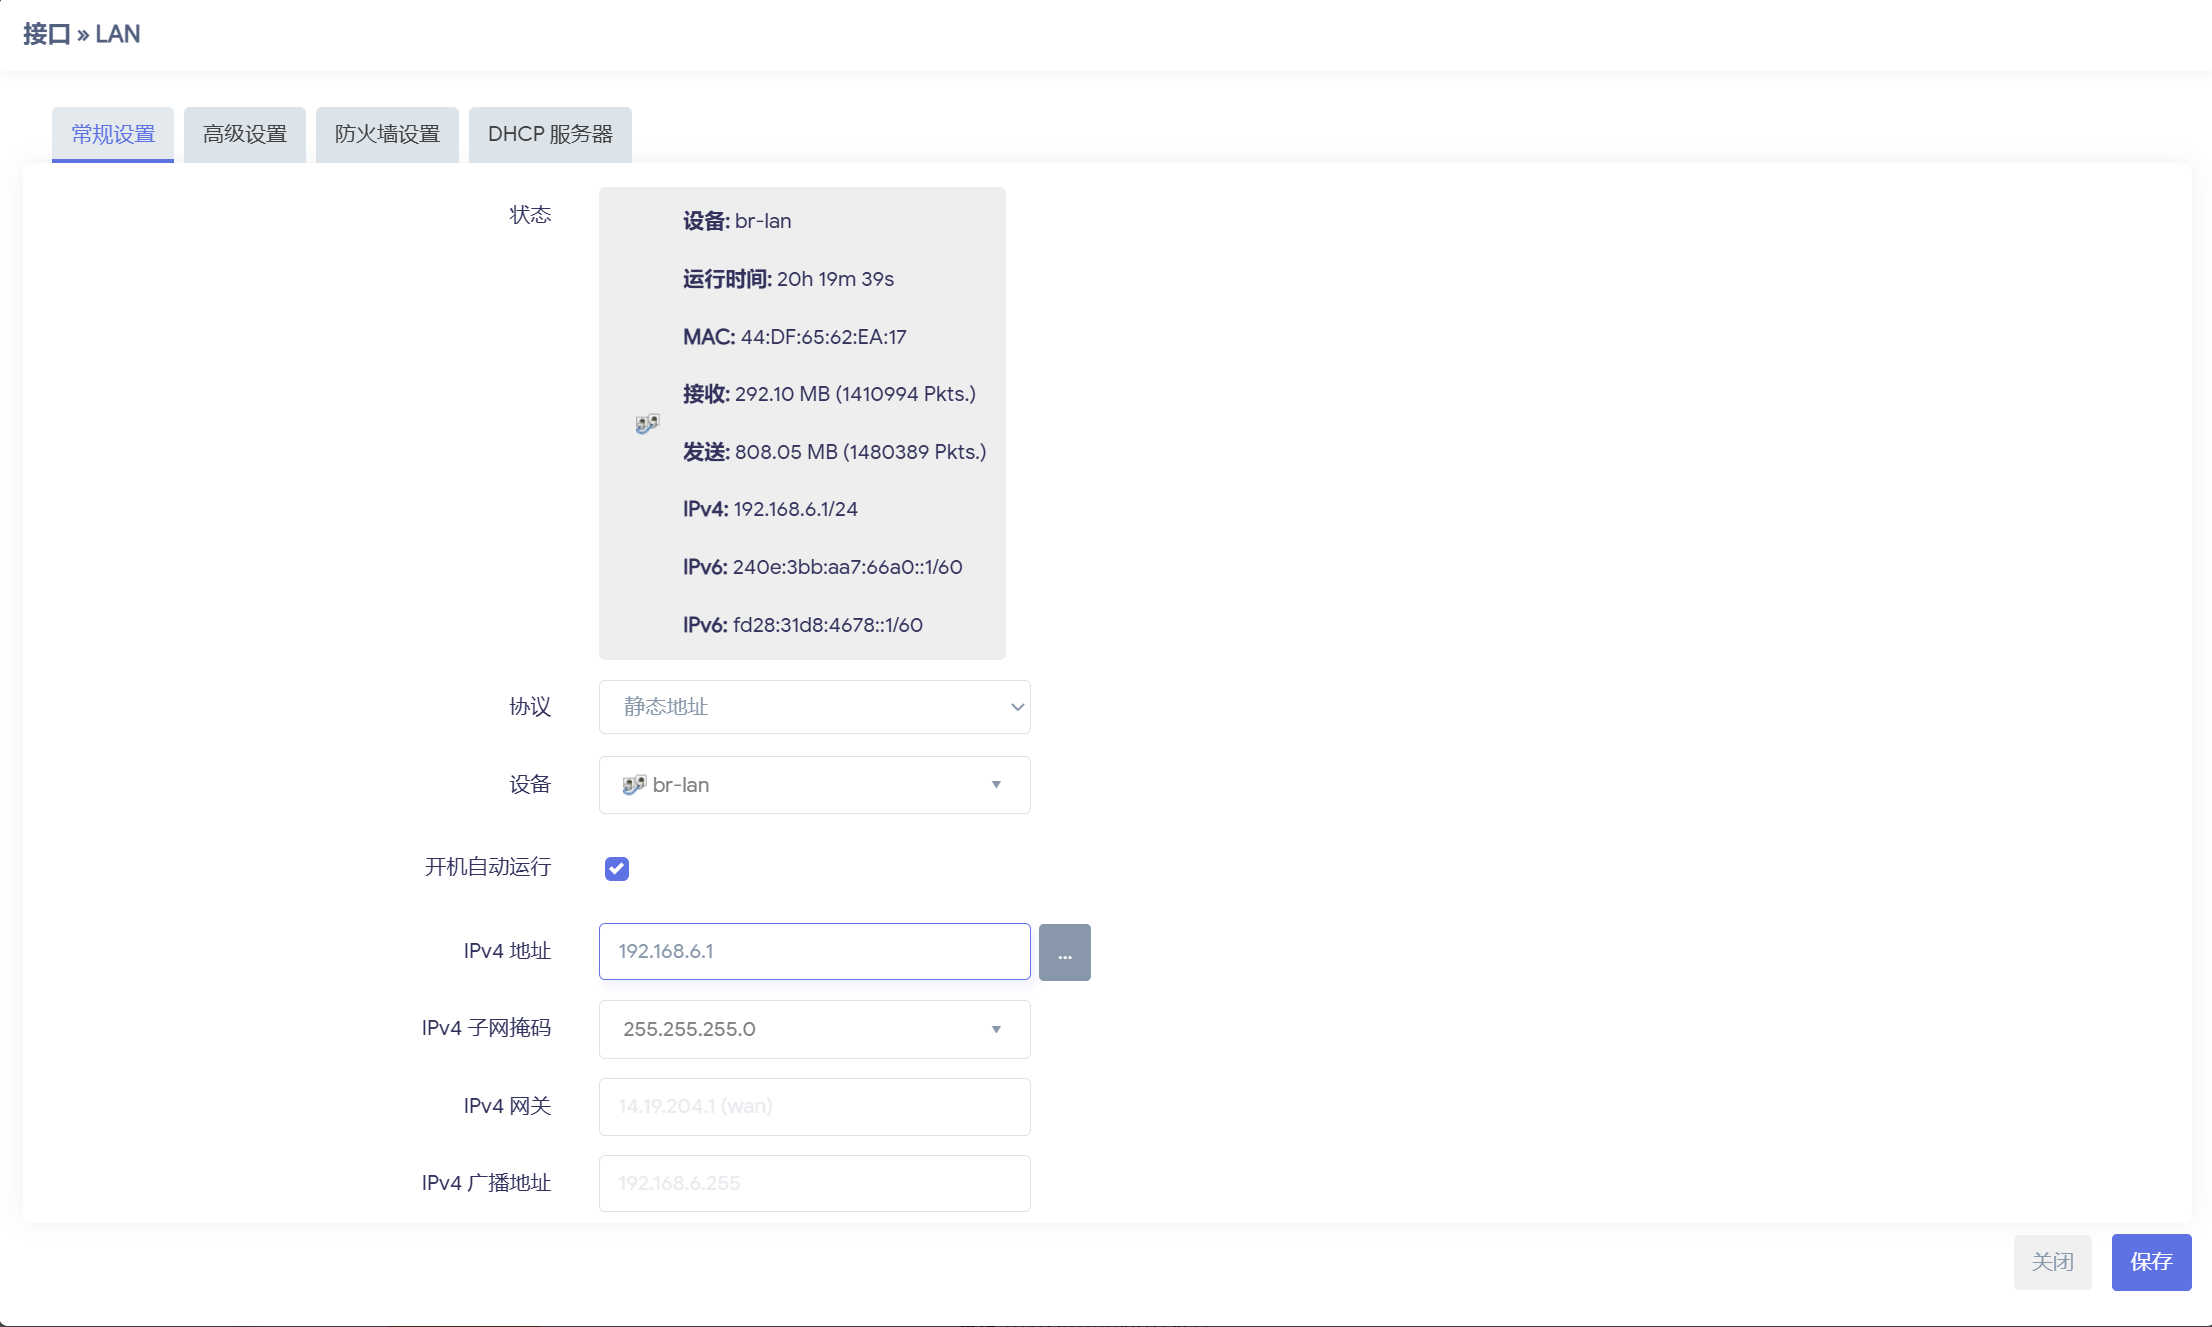 接口 » LAN
常规设置 高级设置 防火墙设置 DHCP 服务器
状态
设备: br-lan
运行时间: 20h 19m 39s
MAC: 44:DF:65:62:EA:17
接收: 292.10 MB (1410994 Pkts.)
发送: 808.05 MB (1480389 Pkts.)
IPv4: 192.168.6.1/24
IPv6: 240e:3bb:aa7:66a0::1/60
IPv6: fd28:31d8:4678::1/60
协议 静态地址
设备 br-lan
开机自动运行
IPv4 地址 192.168.6.1 ...
IPv4 子网掩码 255.255.255.0
IPv4 网关 14.19.204.1 (wan)
IPv4 广播地址 192.168.6.255
关闭 保存